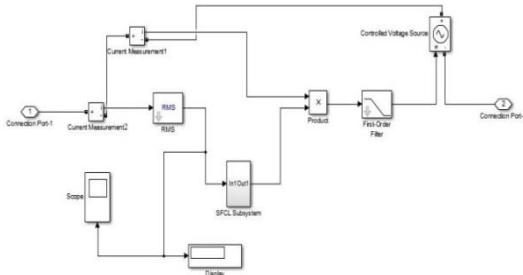 Controlled Voltage Source
Current Measurement1
1
Connection Port-1
Current Measurement2
RMS
RMS
X
Product
First-Order
Filter
2
Connection Port-
In1Out1
SFCL Subsystem
Scope
Display